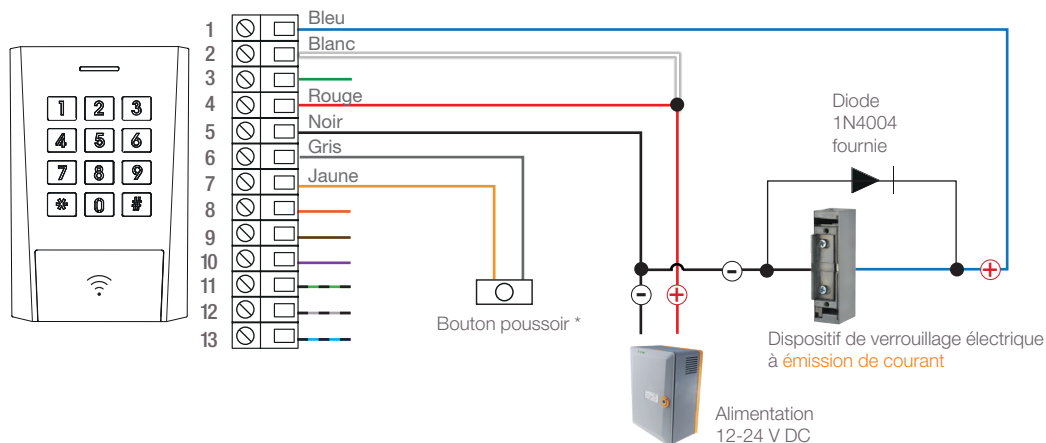 1 Bleu
2 Blanc
3
4 Rouge
5 Noir
6 Gris
7 Jaune
8
9
10
11
12
13
1 2 3
4 5 6
7 8 9
* 0 #
Bouton poussoir *
Diode
1N4004
fournie
-
-
+
+
Dispositif de verrouillage électrique
à émission de courant
Alimentation
12-24 V DC